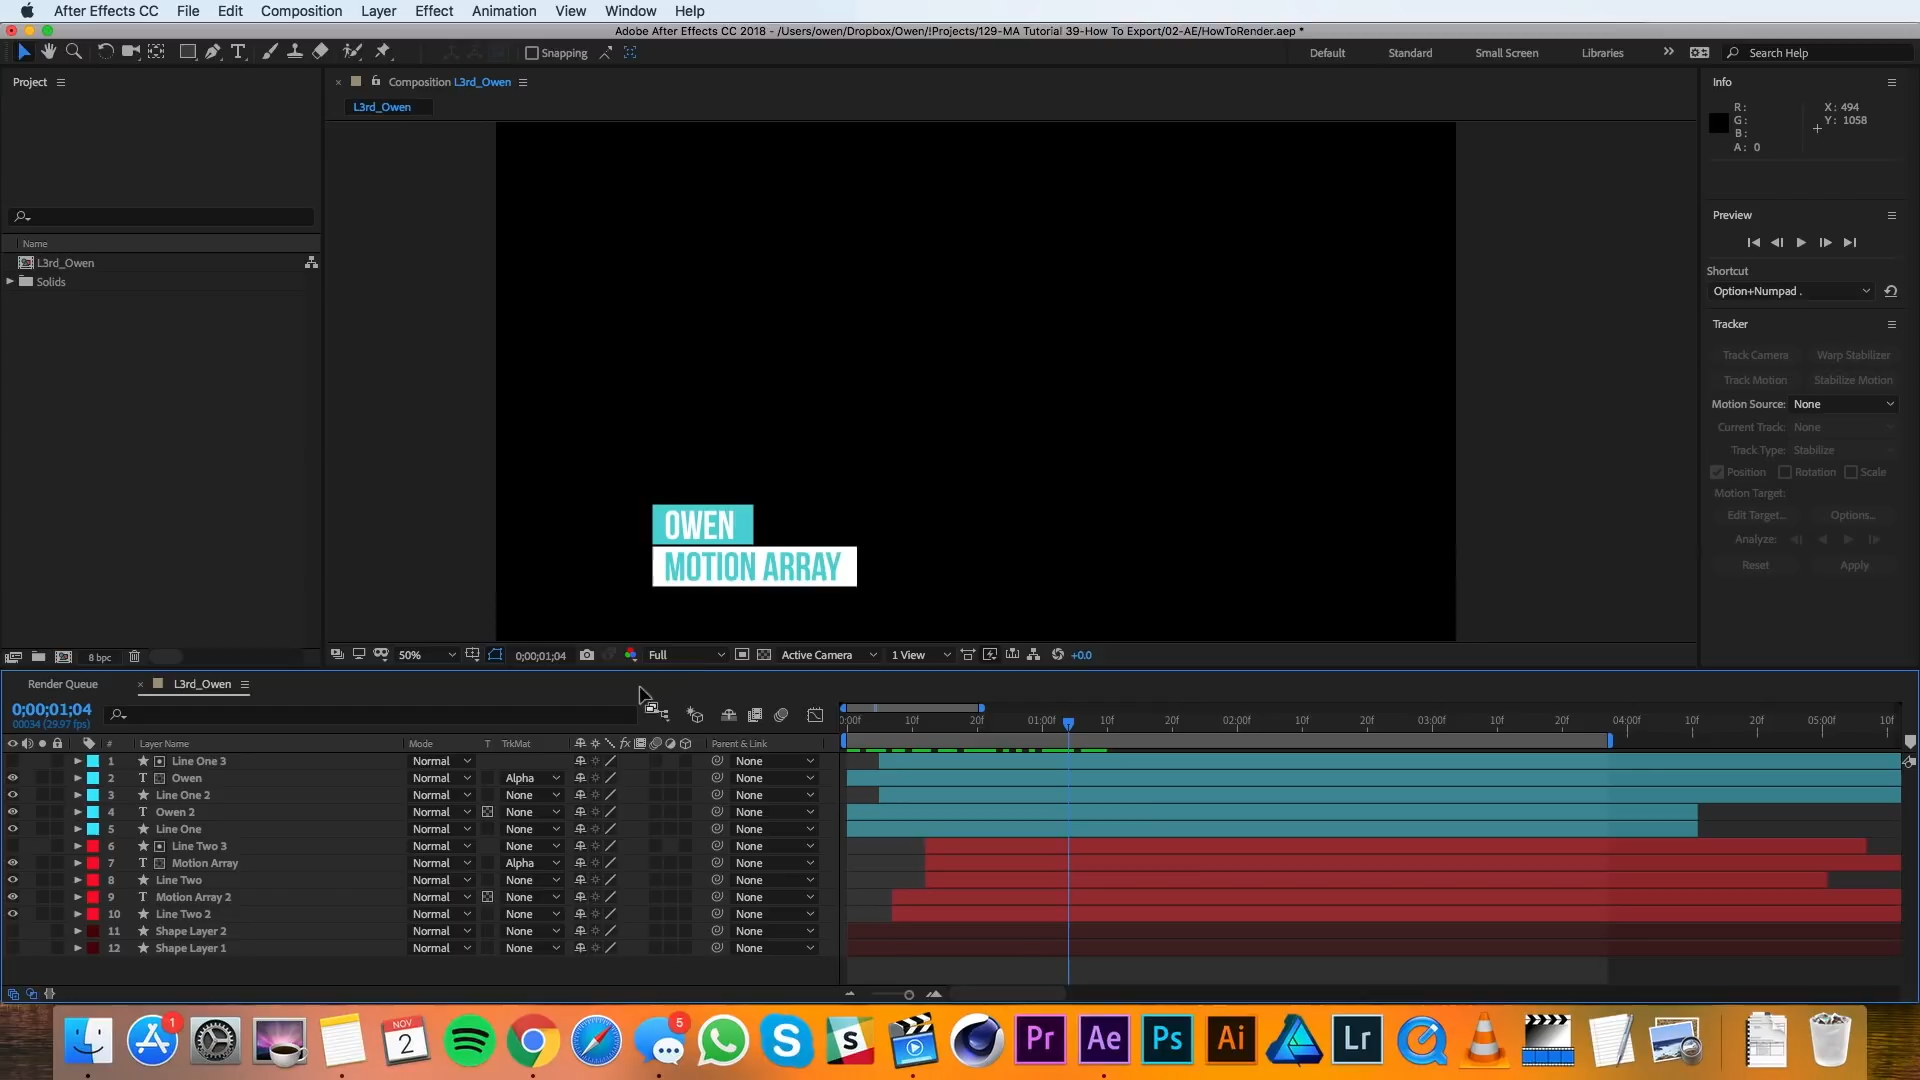 After Effects CC File Edit Composition Layer Effect Animation View Window Help
Adobe After Effects CC 2018 - /Users/owen/Dropbox/Owen/!Projects/129-MA Tutorial 39-How To Export/02-AE/HowToRender.aep *
Snapping Default Standard Small Screen Libraries Search Help
Project
Composition L3rd_Owen
L3rd_Owen
Name
L3rd_Owen
Solids
8 bpc
OWEN
MOTION ARRAY
50% 0;00;01;04 Full Active Camera 1 View +0.0
Info
R: X: 494
G: Y: 1058
B:
A: 0
Preview
Shortcut
Option+Numpad .
Tracker
Track Camera Warp Stabilizer
Track Motion Stabilize Motion
Motion Source: None
Current Track: None
Track Type: Stabilize
Position Rotation Scale
Motion Target:
Edit Target... Options...
Analyze:
Reset Apply
Render Queue L3rd_Owen
0;00;01;04
00034 (29.97 fps)
0:00f 10f 20f 01:00f 10f 20f 02:00f 10f 20f 03:00f 10f 20f 04:00f 10f 20f 05:00f 10f
# Layer Name Mode T TrkMat Parent & Link
1 Line One 3 Normal None
2 T Owen Normal Alpha None
3 Line One 2 Normal None None
4 T Owen 2 Normal None None
5 Line One Normal None None
6 Line Two 3 Normal None None
7 T Motion Array Normal Alpha None
8 Line Two Normal None None
9 T Motion Array 2 Normal None None
10 Line Two 2 Normal None None
11 Shape Layer 2 Normal None None
12 Shape Layer 1 Normal None None
1 NOV 2 5 Pr Ae Ps Ai Lr